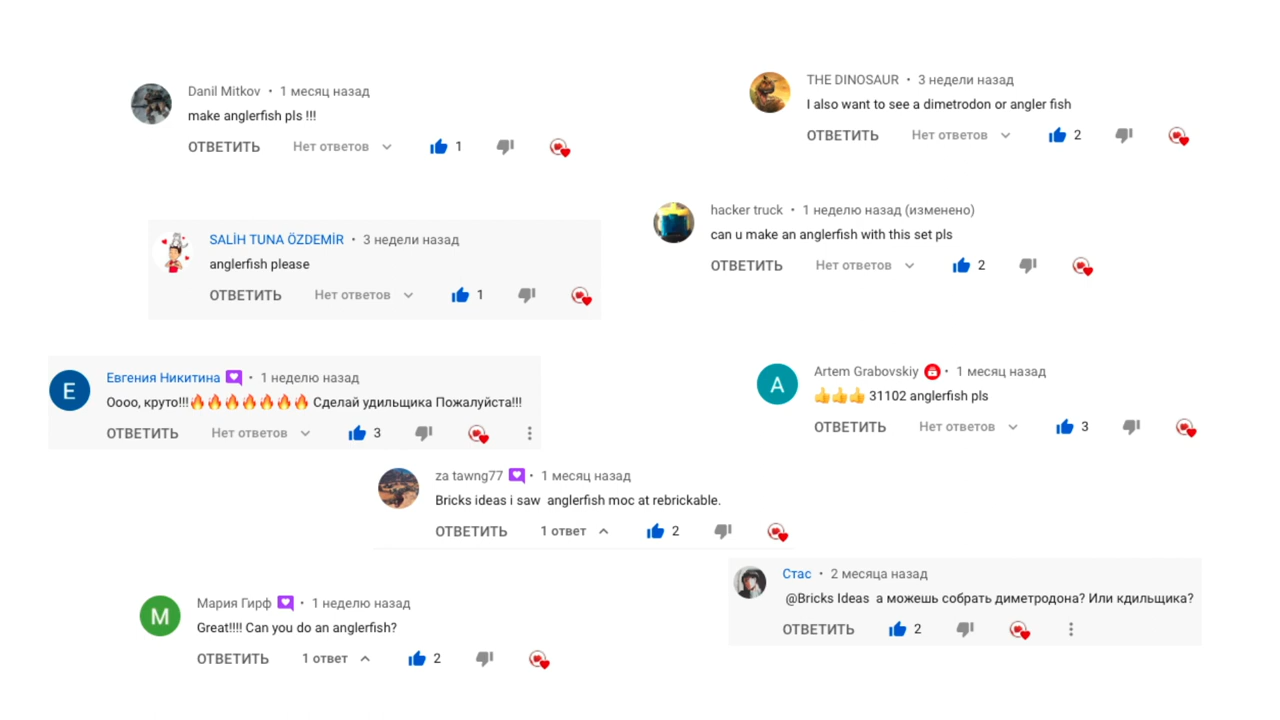 Danil Mitkov • 1 месяц назад
make anglerfish pls !!!
ОТВЕТИТЬ Нет ответов 1
THE DINOSAUR • 3 недели назад
I also want to see a dimetrodon or angler fish
ОТВЕТИТЬ Нет ответов 2
SALİH TUNA ÖZDEMİR • 3 недели назад
anglerfish please
ОТВЕТИТЬ Нет ответов 1
hacker truck • 1 неделю назад (изменено)
can u make an anglerfish with this set pls
ОТВЕТИТЬ Нет ответов 2
E
Евгения Никитина • 1 неделю назад
Оооо, круто!!!🔥🔥🔥🔥🔥🔥🔥 Сделай удильщика Пожалуйста!!!
ОТВЕТИТЬ Нет ответов 3
A
Artem Grabovskiy • 1 месяц назад
👍👍👍 31102 anglerfish pls
ОТВЕТИТЬ Нет ответов 3
za tawng77 • 1 месяц назад
Bricks ideas i saw anglerfish moc at rebrickable.
ОТВЕТИТЬ 1 ответ 2
Стас • 2 месяца назад
@Bricks Ideas а можешь собрать диметродона? Или кдильщика?
ОТВЕТИТЬ 2
М
Мария Гирф • 1 неделю назад
Great!!!! Can you do an anglerfish?
ОТВЕТИТЬ 1 ответ 2